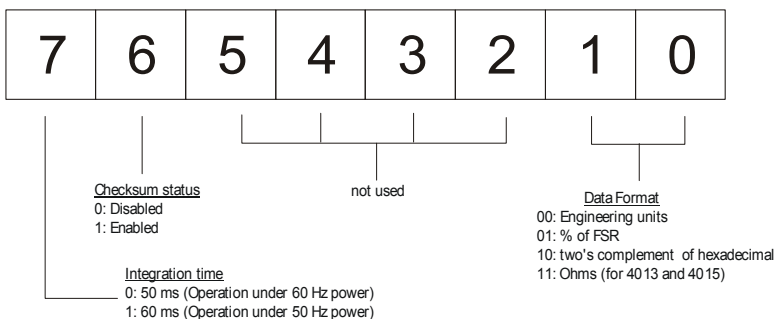 7 6 5 4 3 2 1 0
Checksum status
0: Disabled
1: Enabled
not used
Data Format
00: Engineering units
01: % of FSR
10: two's complement of hexadecimal
11: Ohms (for 4013 and 4015)
Integration time
0: 50 ms (Operation under 60 Hz power)
1: 60 ms (Operation under 50 Hz power)